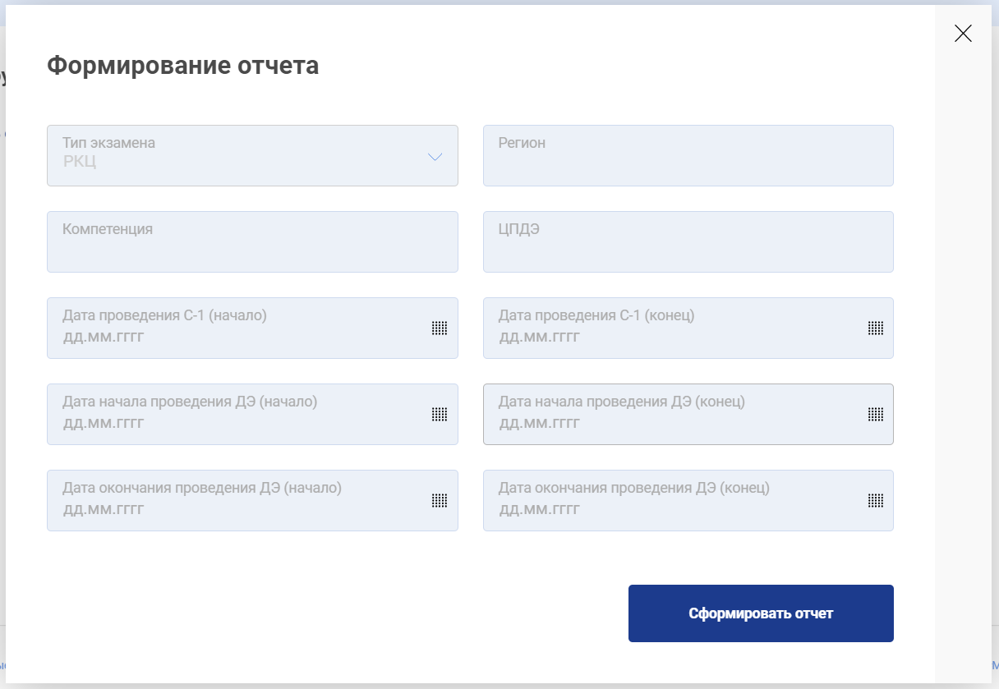 Формирование отчета
Тип экзамена
РКЦ
Регион
Компетенция
ЦПДЭ
Дата проведения С-1 (начало)
дд.мм.гггг
Дата проведения С-1 (конец)
дд.мм.гггг
Дата начала проведения ДЭ (начало)
дд.мм.гггг
Дата начала проведения ДЭ (конец)
дд.мм.гггг
Дата окончания проведения ДЭ (начало)
дд.мм.гггг
Дата окончания проведения ДЭ (конец)
дд.мм.гггг
Сформировать отчет